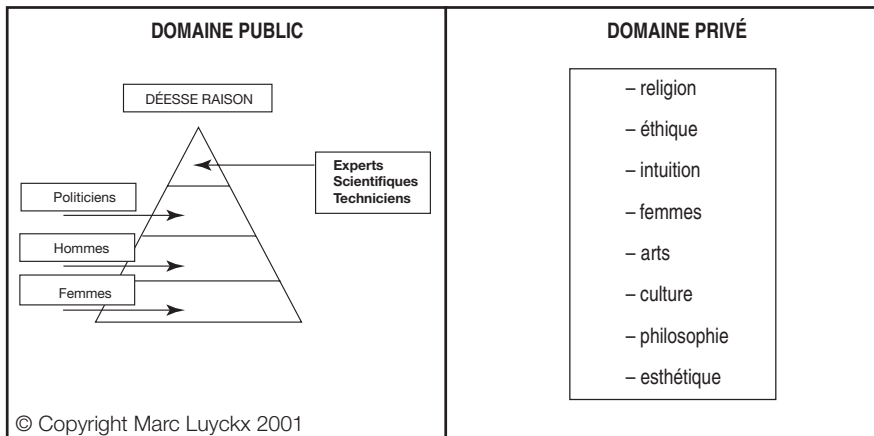 DOMAINE PUBLIC
DÉESSE RAISON
Experts
Scientifiques
Techniciens
Politiciens
Hommes
Femmes
© Copyright Marc Luyckx 2001
DOMAINE PRIVÉ
– religion
– éthique
– intuition
– femmes
– arts
– culture
– philosophie
– esthétique